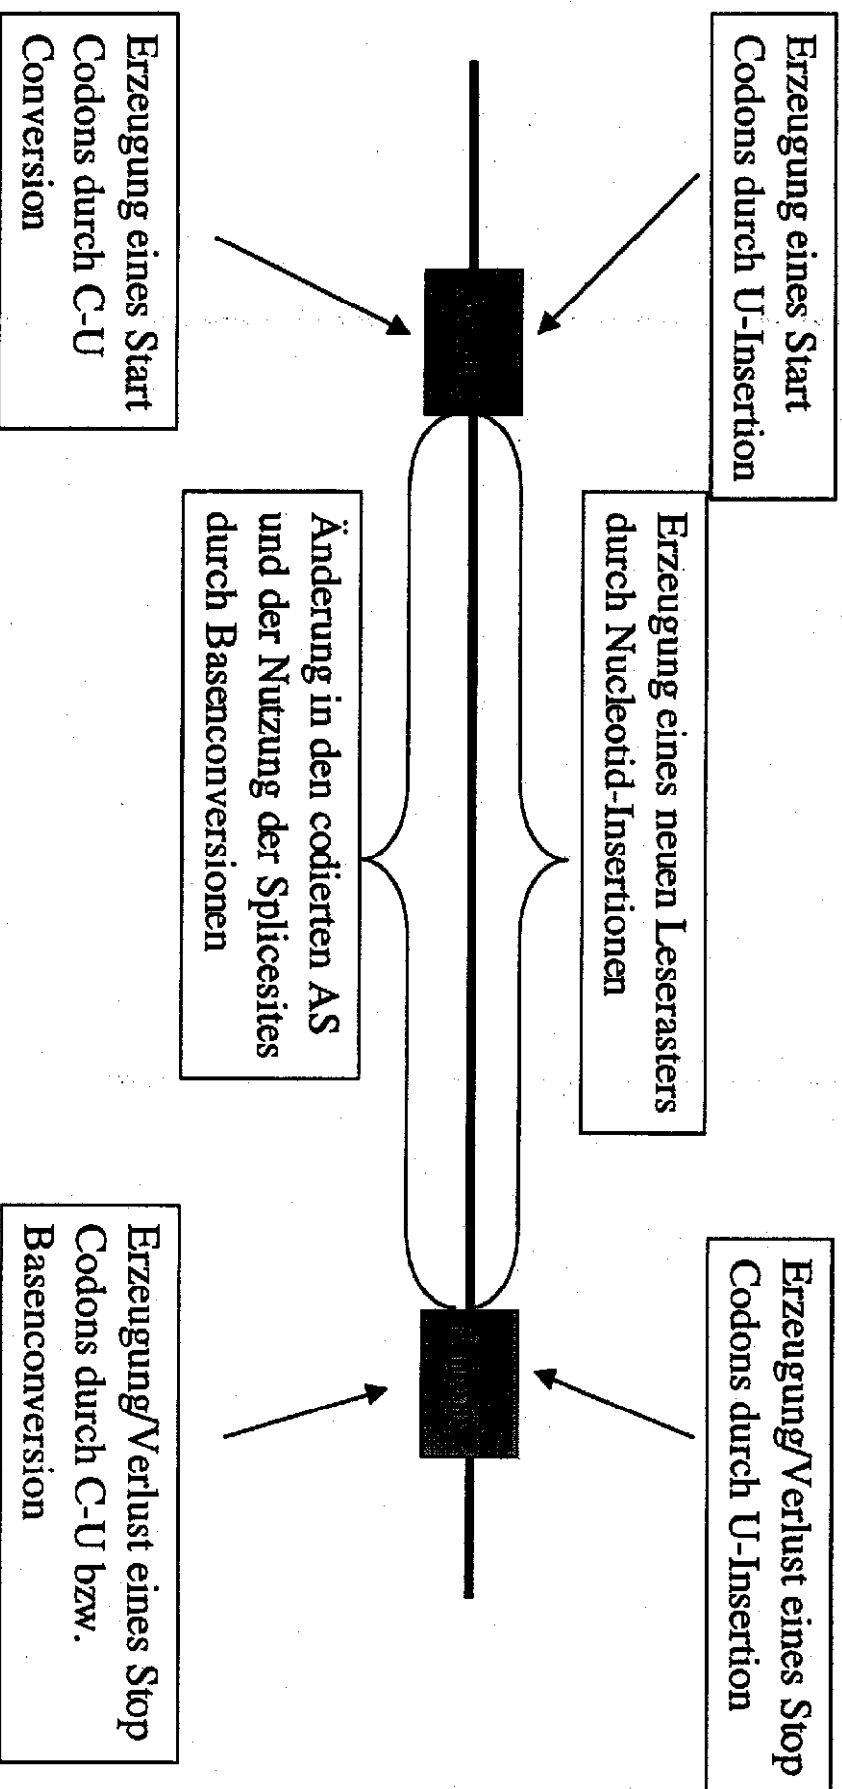 Erzeugung eines Start
Codons durch U-Insertion
Erzeugung eines neuen Leserasters
durch Nucleotid-Insertionen
Erzeugung/Verlust eines Stop
Codons durch U-Insertion
Erzeugung eines Start
Codons durch C-U
Conversion
Änderung in den codierten AS
und der Nutzung der Splicesites
durch Basenconversionen
Erzeugung/Verlust eines Stop
Codons durch C-U bzw.
Basenconversion